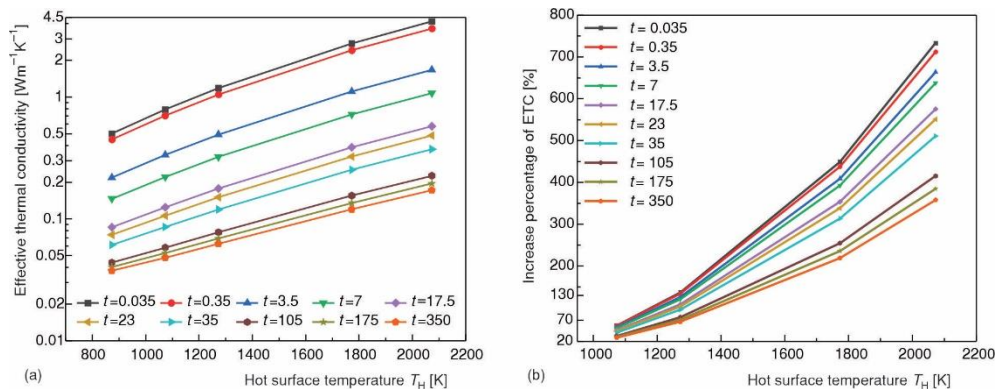 Effective thermal conductivity [Wm⁻¹K⁻¹]
4.5
3
1
0.5
0.3
0.2
0.1
0.05
0.02
0.01
t=0.035 t=0.35 t=3.5 t=7 t=17.5
t=23 t=35 t=105 t=175 t=350
800 1000 1200 1400 1600 1800 2000 2200
(a) Hot surface temperature T_H [K]
Increase percentage of ETC [%]
800
700
600
500
400
300
200
130
70
20
t = 0.035
t = 0.35
t = 3.5
t = 7
t = 17.5
t = 23
t = 35
t = 105
t = 175
t = 350
1000 1200 1400 1600 1800 2000 2200
(b) Hot surface temperature T_H [K]